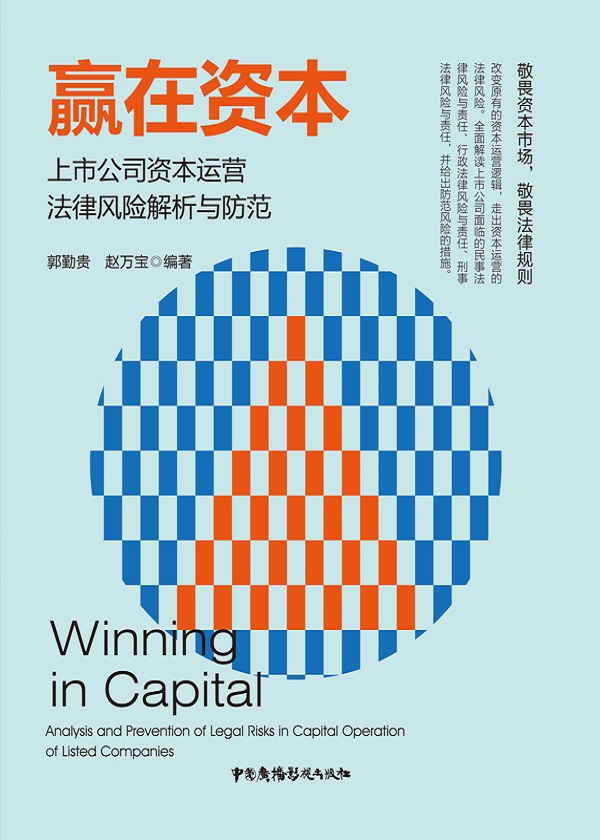 赢在资本
上市公司资本运营
法律风险解析与防范
郭勤贵 赵万宝◎编著
敬畏资本市场，敬畏法律规则
改变原有的资本运营逻辑，走出资本运营的
法律风险。全面解读上市公司面临的民事法
律风险与责任、行政法律风险与责任、刑事
法律风险与责任，并给出防范风险的措施。
Winning
in Capital
Analysis and Prevention of Legal Risks in Capital Operation
of Listed Companies
中国廣播影视出版社